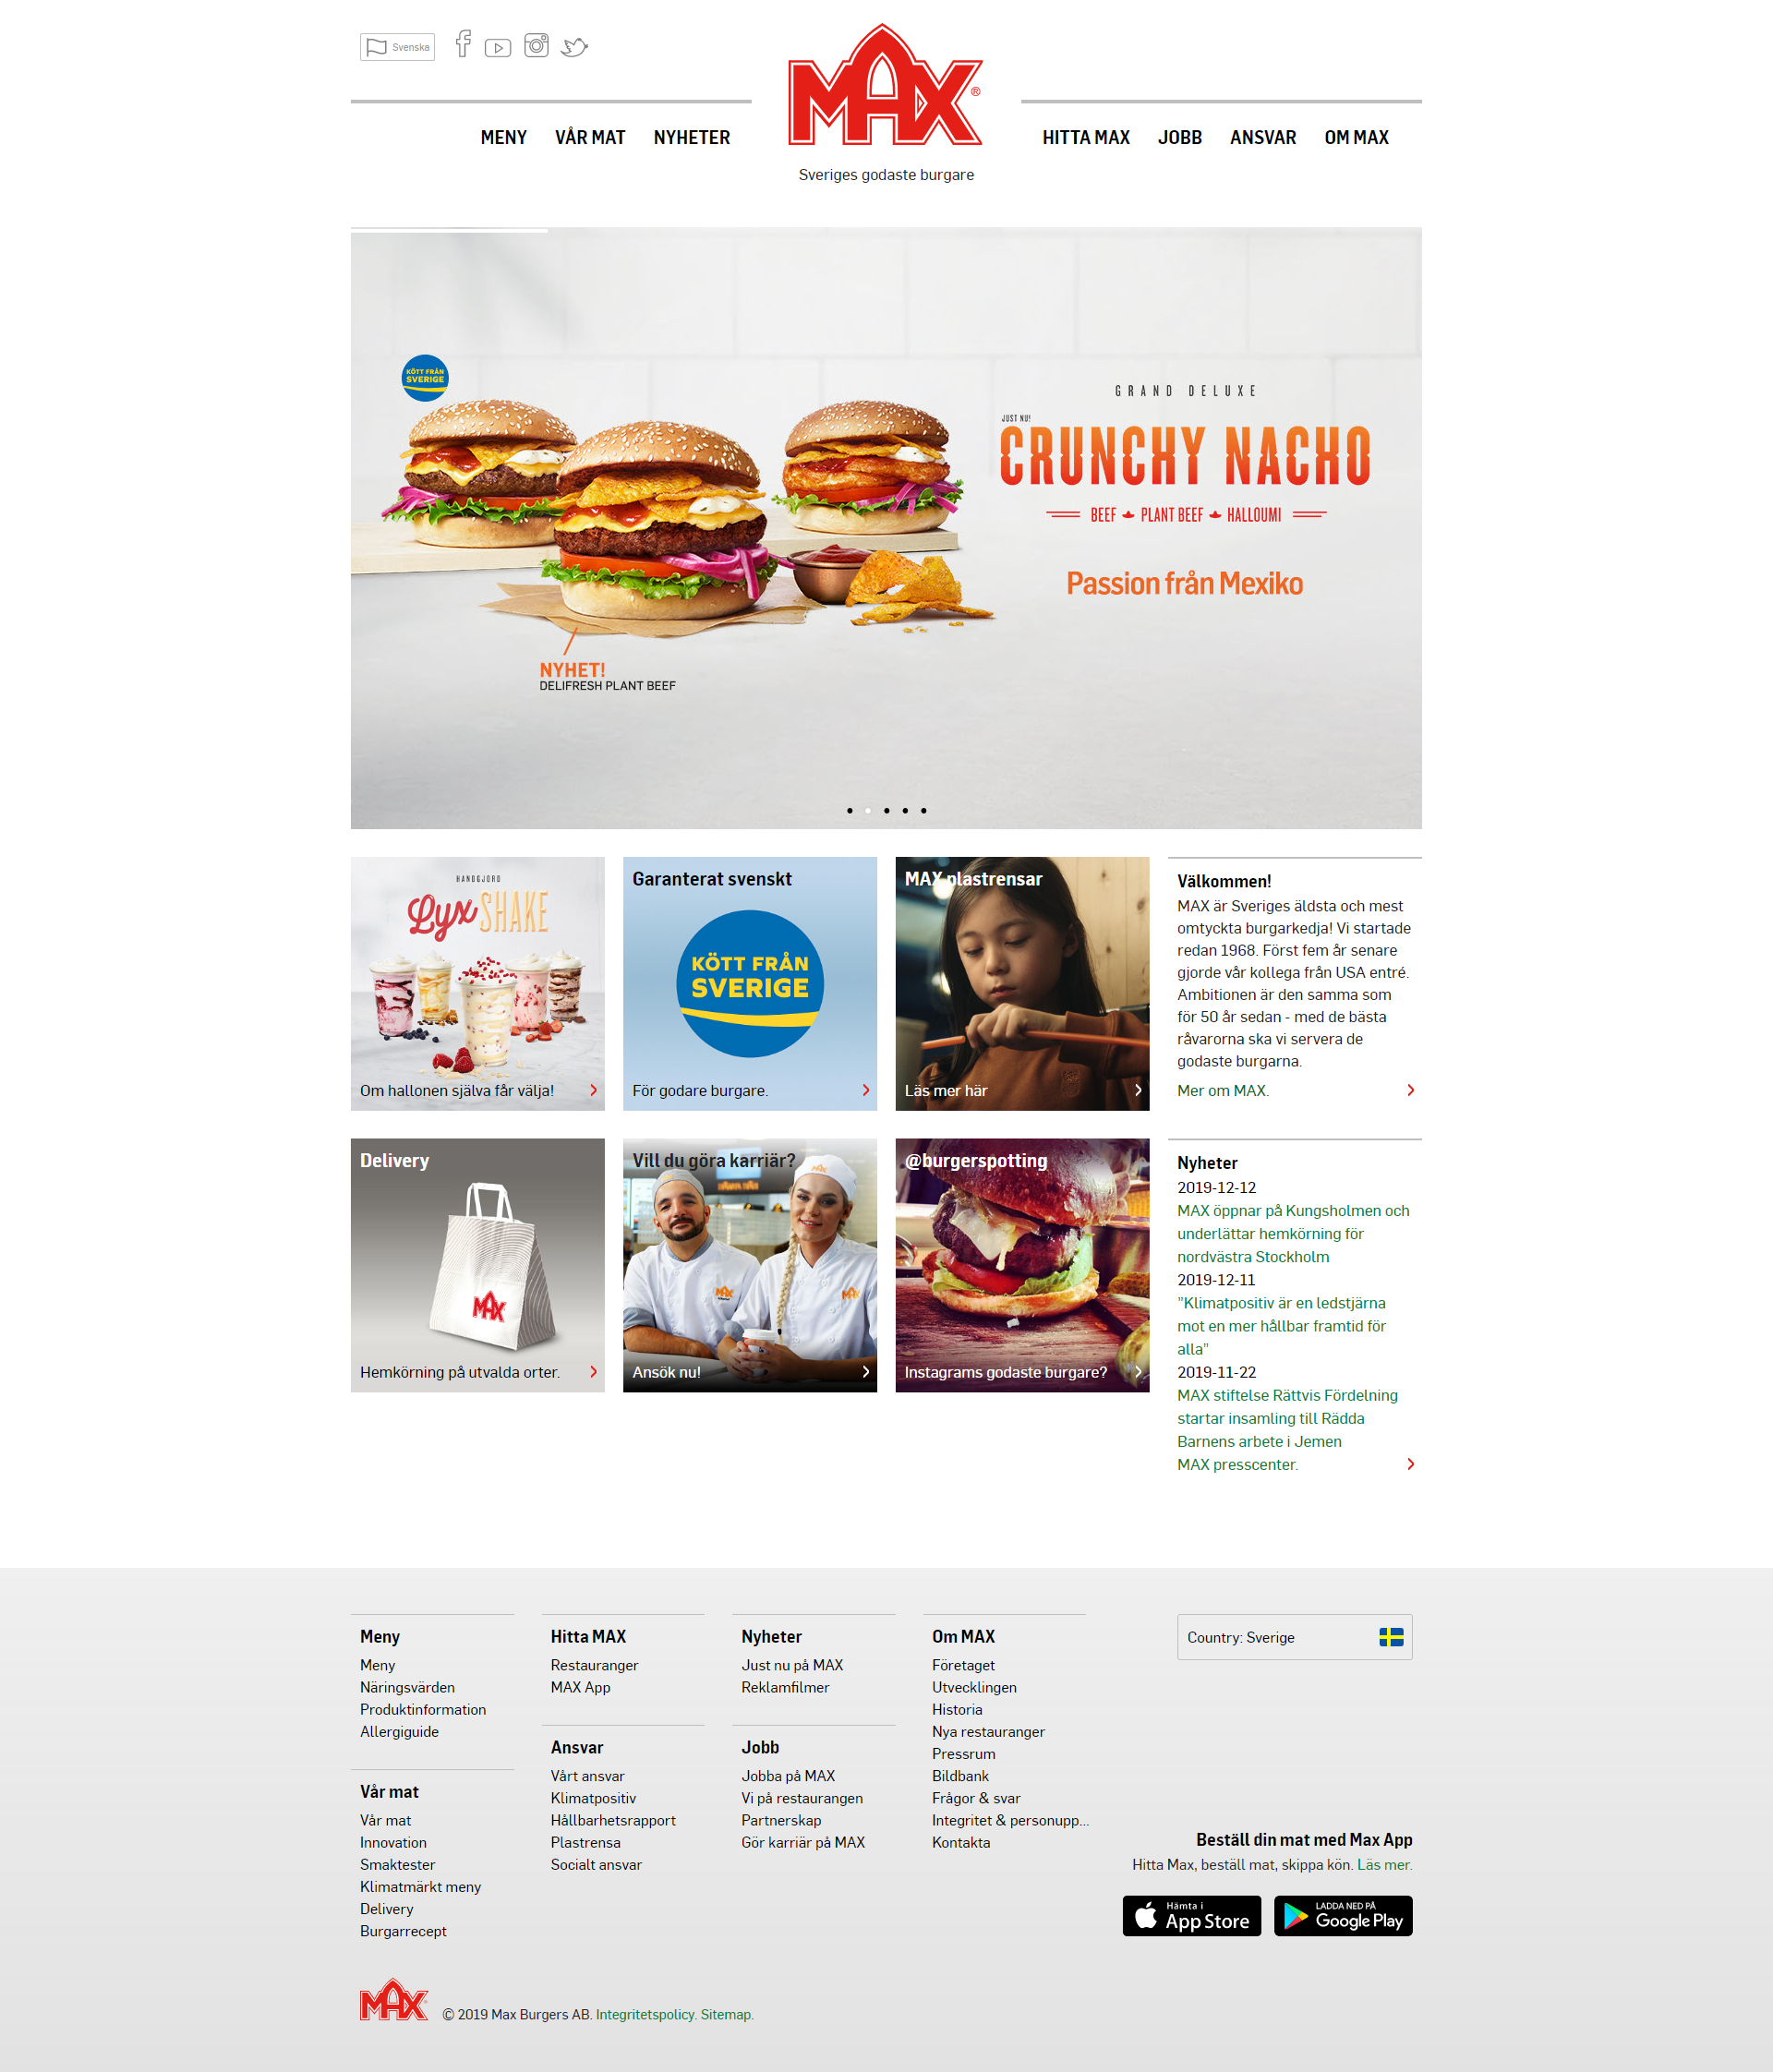 Svenska
MAX®
MENY VÅR MAT NYHETER
HITTA MAX JOBB ANSVAR OM MAX
Sveriges godaste burgare
KÖTT FRÅN
SVERIGE
GRAND DELUXE
JUST NU!
CRUNCHY NACHO
BEEF PLANT BEEF HALLOUMI
Passion från Mexiko
NYHET!
DELIFRESH PLANT BEEF
HANDGJORD
Lyx SHAKE
Om hallonen själva får välja!
Garanterat svenskt
KÖTT FRÅN
SVERIGE
För godare burgare.
MAX plastrensar
Läs mer här
Välkommen!
MAX är Sveriges äldsta och mest
omtyckta burgarkedja! Vi startade
redan 1968. Först fem år senare
gjorde vår kollega från USA entré.
Ambitionen är den samma som
för 50 år sedan - med de bästa
råvarorna ska vi servera de
godaste burgarna.
Mer om MAX.
Delivery
MAX
Hemkörning på utvalda orter.
Vill du göra karriär?
MAX
MAX
MAX
Ansök nu!
@burgerspotting
Instagrams godaste burgare?
Nyheter
2019-12-12
MAX öppnar på Kungsholmen och
underlättar hemkörning för
nordvästra Stockholm
2019-12-11
”Klimatpositiv är en ledstjärna
mot en mer hållbar framtid för
alla”
2019-11-22
MAX stiftelse Rättvis Fördelning
startar insamling till Rädda
Barnens arbete i Jemen
MAX presscenter.
Meny
Meny
Näringsvärden
Produktinformation
Allergiguide
Vår mat
Vår mat
Innovation
Smaktester
Klimatmärkt meny
Delivery
Burgarrecept
Hitta MAX
Restauranger
MAX App
Ansvar
Vårt ansvar
Klimatpositiv
Hållbarhetsrapport
Plastrensa
Socialt ansvar
Nyheter
Just nu på MAX
Reklamfilmer
Jobb
Jobba på MAX
Vi på restaurangen
Partnerskap
Gör karriär på MAX
Om MAX
Företaget
Utvecklingen
Historia
Nya restauranger
Pressrum
Bildbank
Frågor & svar
Integritet & personupp...
Kontakta
Country: Sverige
Beställ din mat med Max App
Hitta Max, beställ mat, skippa kön. Läs mer.
Hämta i
App Store
LADDA NED PÅ
Google Play
MAX
© 2019 Max Burgers AB. Integritetspolicy. Sitemap.